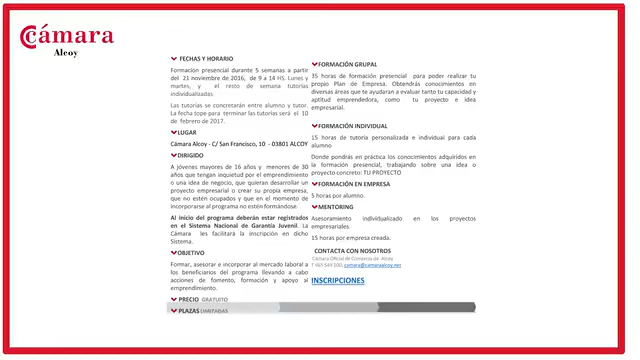 Cámara
Alcoy
FECHAS Y HORARIO
Formación presencial durante 5 semanas a partir
del 21 noviembre de 2016, de 9 a 14 HS. Lunes y
martes, y el resto de semana tutorías
individualizadas
Las tutorías se concretarán entre alumno y tutor.
La fecha tope para terminar las tutorías será el 10
de febrero de 2017.
LUGAR
Cámara Alcoy - C/ San Francisco, 10 - 03801 ALCOY
DIRIGIDO
A jóvenes mayores de 16 años y menores de 30
años que tengan inquietud por el emprendimiento
o una idea de negocio, que quieran desarrollar un
proyecto empresarial o crear su propia empresa,
que no estén ocupados y que en el momento de
incorporarse al programa no estén formándose.
Al inicio del programa deberán estar registrados
en el Sistema Nacional de Garantía Juvenil. La
Cámara les facilitará la inscripción en dicho
Sistema.
OBJETIVO
Formar, asesorar e incorporar al mercado laboral a
los beneficiarios del programa llevando a cabo
acciones de fomento, formación y apoyo al
emprendimiento.
PRECIO GRATUITO
PLAZAS LIMITADAS
FORMACIÓN GRUPAL
35 horas de formación presencial para poder realizar tu
propio Plan de Empresa. Obtendrás conocimientos en
diversas áreas que te ayudaran a evaluar tanto tu capacidad y
aptitud emprendedora, como tu proyecto e idea
empresarial.
FORMACIÓN INDIVIDUAL
15 horas de tutoría personalizada e individual para cada
alumno
Donde pondrás en práctica los conocimientos adquiridos en
la formación presencial, trabajando sobre una idea o
proyecto concreto: TU PROYECTO
FORMACIÓN EN EMPRESA
5 horas por alumno.
MENTORING
Asesoramiento individualizado en los proyectos
empresariales.
15 horas por empresa creada.
CONTACTA CON NOSOTROS
Cámara Oficial de Comercio de Alcoy
T 965 549 100, camara@camaraalcoy.net
INSCRIPCIONES